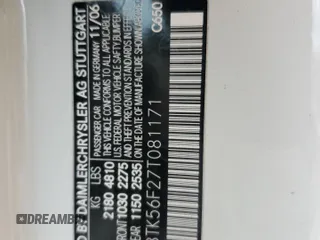 D BY DAIMLERCHRYSLER AG STUTTGART
PASSENGER CAR MADE IN GERMANY 11/06
KG LBS THIS VEHICLE CONFORMS TO ALL APPLICABLE
2180 4810 U.S. FEDERAL MOTOR VEHICLE SAFETY, BUMPER,
FRONT 1030 2275 AND THEFT PREVENTION STANDARDS IN EFFECT
REAR 1150 2535 ON THE DATE OF MANUFACTURE SHOWN ABOVE.
BTK56F27T081171
C650